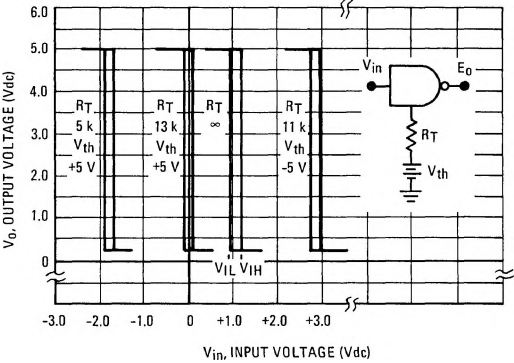 6.0
5.0
4.0
3.0
2.0
1.0
0
V₀, OUTPUT VOLTAGE (Vdc)
RT
5 k
Vth
+5 V
RT
13 k
Vth
+5 V
RT
∞
RT
11 k
Vth
-5 V
VIL VIH
Vin
Eo
RT
Vth
-3.0 -2.0 -1.0 0 +1.0 +2.0 +3.0
Vin, INPUT VOLTAGE (Vdc)